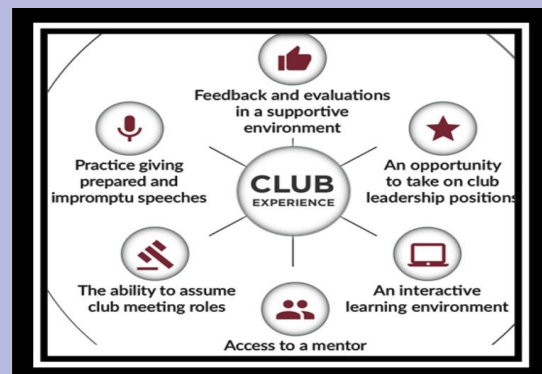 Feedback and evaluations
in a supportive
environment
Practice giving
prepared and
impromptu speeches
An opportunity
to take on club
leadership positions
CLUB
EXPERIENCE
The ability to assume
club meeting roles
An interactive
learning environment
Access to a mentor